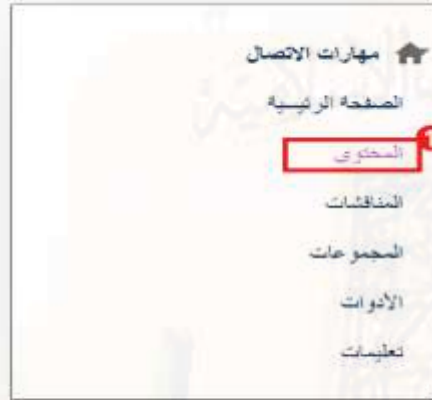 مهارات الاتصال
الصفحة الرئيسية
المحتوى
المناقشات
المجموعات
الأدوات
تعليمات